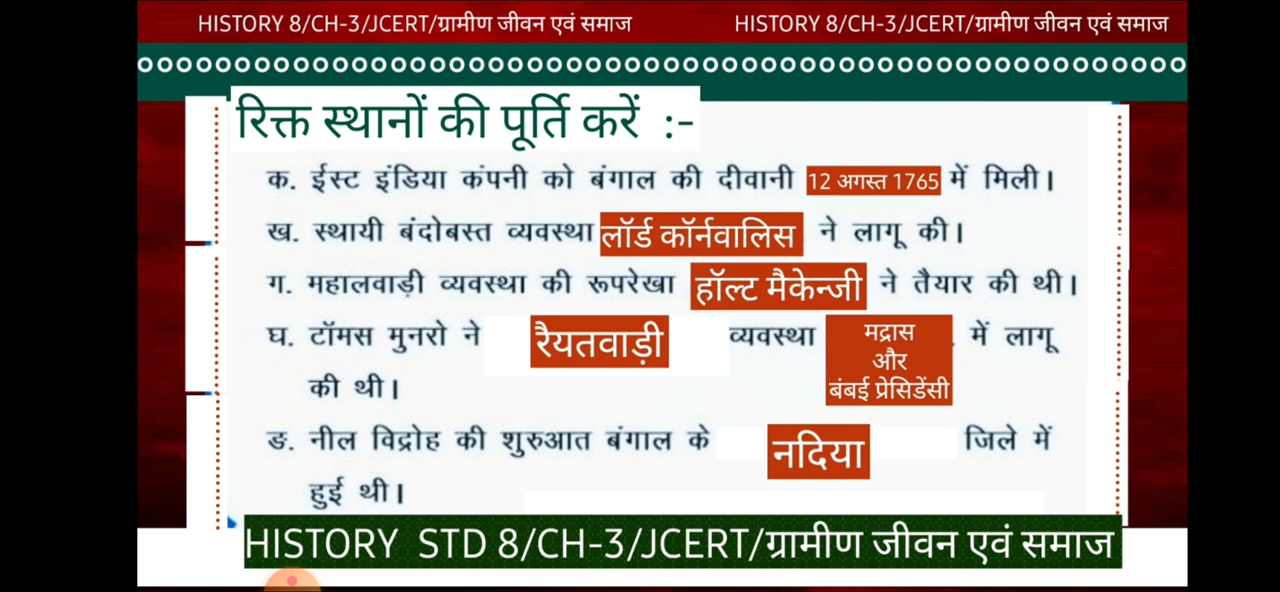 HISTORY 8/CH-3/JCERT/ग्रामीण जीवन एवं समाज HISTORY 8/CH-3/JCERT/ग्रामीण जीवन एवं समाज
रिक्त स्थानों की पूर्ति करें :-
क. ईस्ट इंडिया कंपनी को बंगाल की दीवानी 12 अगस्त 1765 में मिली।
ख. स्थायी बंदोबस्त व्यवस्था लॉर्ड कॉर्नवालिस ने लागू की।
ग. महालवाड़ी व्यवस्था की रूपरेखा हॉल्ट मैकेन्जी ने तैयार की थी।
घ. टॉमस मुनरो ने रैयतवाड़ी व्यवस्था मद्रास और बंबई प्रेसिडेंसी में लागू
की थी।
ङ. नील विद्रोह की शुरुआत बंगाल के नदिया जिले में
हुई थी।
HISTORY STD 8/CH-3/JCERT/ग्रामीण जीवन एवं समाज